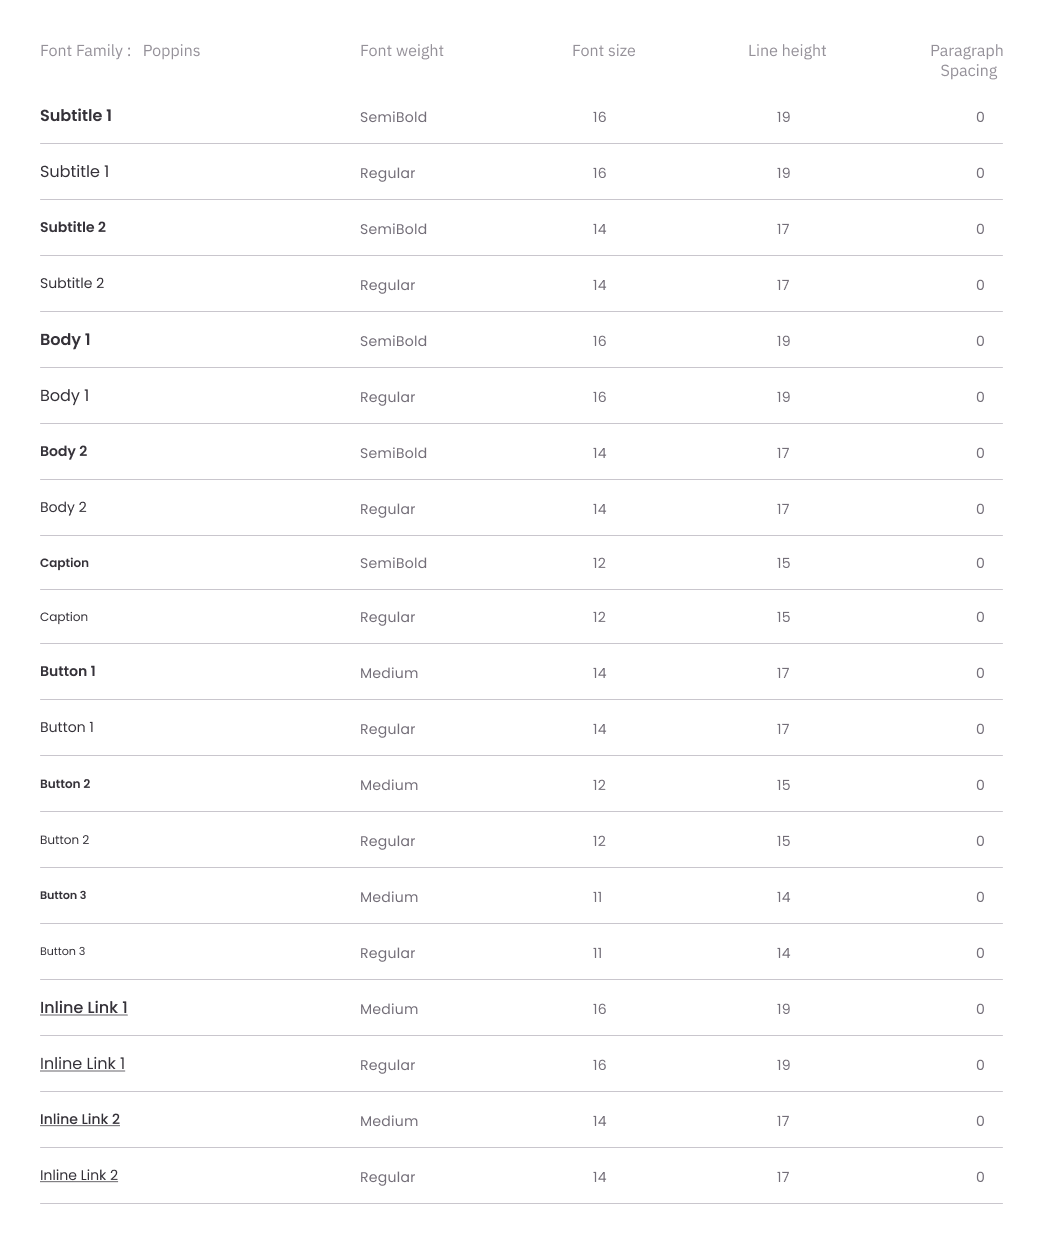 Font Family : Poppins Font weight Font size Line height Paragraph
Spacing
Subtitle 1 SemiBold 16 19 0
Subtitle 1 Regular 16 19 0
Subtitle 2 SemiBold 14 17 0
Subtitle 2 Regular 14 17 0
Body 1 SemiBold 16 19 0
Body 1 Regular 16 19 0
Body 2 SemiBold 14 17 0
Body 2 Regular 14 17 0
Caption SemiBold 12 15 0
Caption Regular 12 15 0
Button 1 Medium 14 17 0
Button 1 Regular 14 17 0
Button 2 Medium 12 15 0
Button 2 Regular 12 15 0
Button 3 Medium 11 14 0
Button 3 Regular 11 14 0
Inline Link 1 Medium 16 19 0
Inline Link 1 Regular 16 19 0
Inline Link 2 Medium 14 17 0
Inline Link 2 Regular 14 17 0